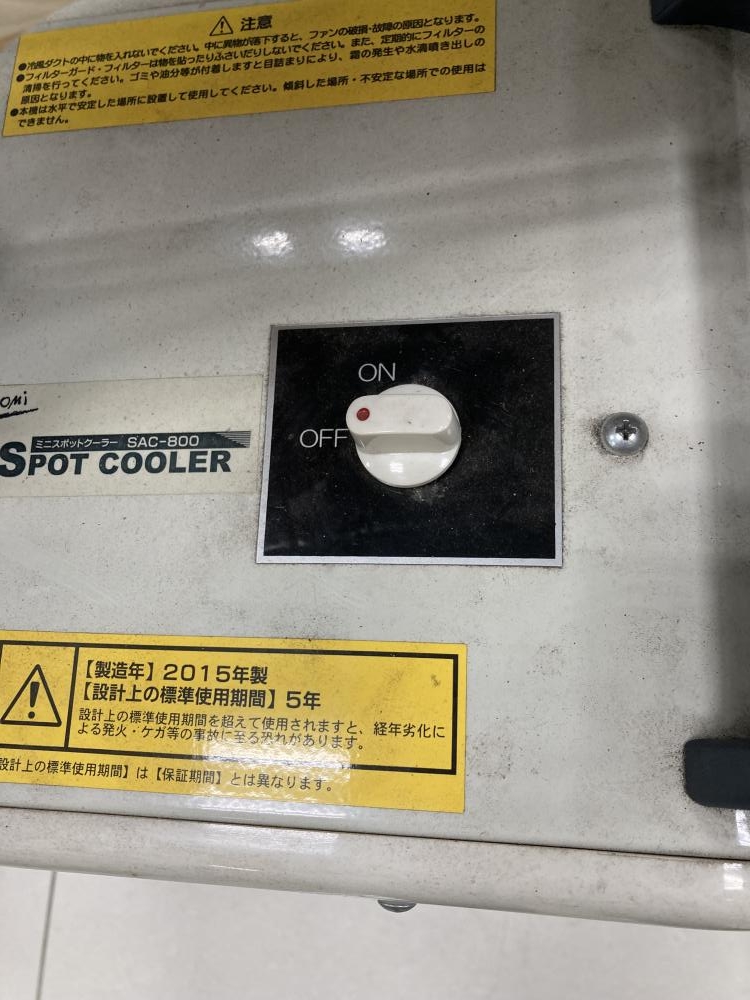 注意
●冷風ダクトの中に物を入れないでください。中に異物が落下すると、ファンの破損・故障の原因となります。
●フィルターガード・フィルターは物を貼ったりふさいだりしないでください。また、定期的にフィルターの
清掃を行ってください。ゴミや油分等が付着しますと目詰まりにより、霜の発生や水滴噴き出しの
原因となります。
●本機は水平で安定した場所に設置して使用してください。傾斜した場所・不安定な場所での使用は
できません。
ON
OFF
omi
ミニスポットクーラー SAC-800
SPOT COOLER
【製造年】2015年製
【設計上の標準使用期間】5年
設計上の標準使用期間を超えて使用されますと、経年劣化に
よる発火・ケガ等の事故に至る恐れがあります。
設計上の標準使用期間】は【保証期間】とは異なります。